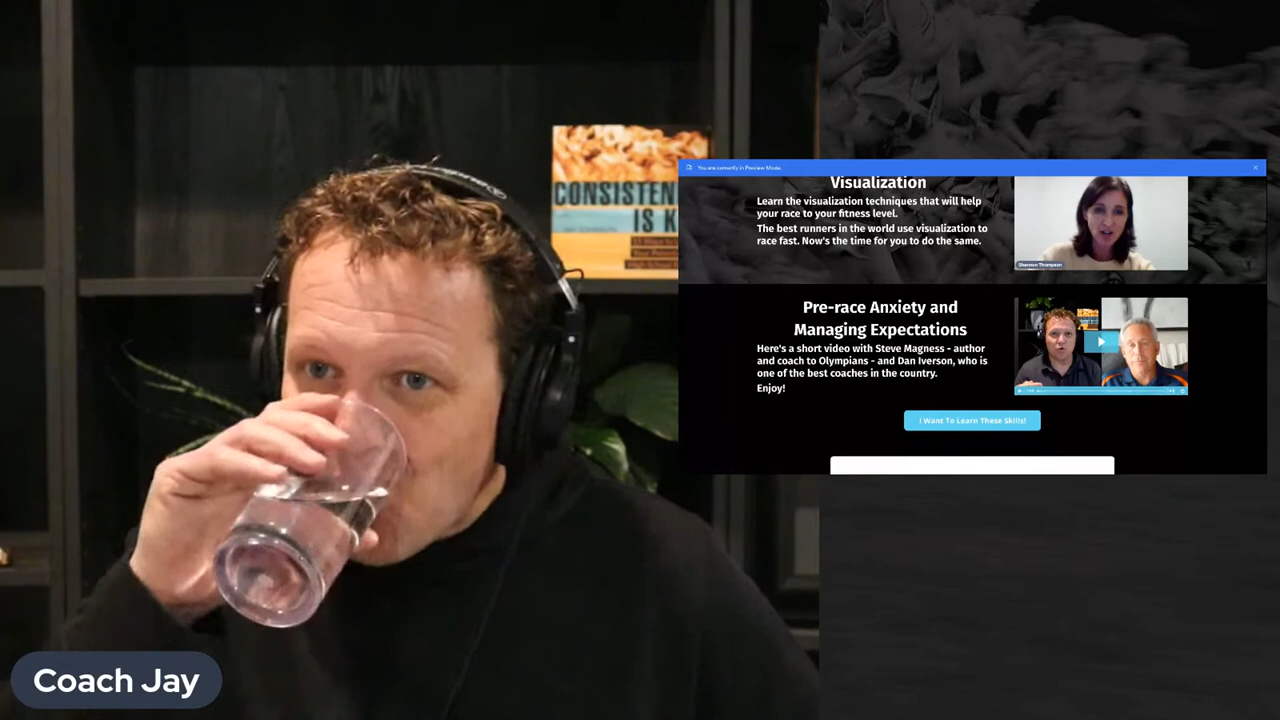 CONSISTEN
IS K
You are currently in Preview Mode.
Visualization
Learn the visualization techniques that will help
your race to your fitness level.
The best runners in the world use visualization to
race fast. Now's the time for you to do the same.
Shannon Thompson
Pre-race Anxiety and
Managing Expectations
Here's a short video with Steve Magness - author
and coach to Olympians - and Dan Iverson, who is
one of the best coaches in the country.
Enjoy!
I Want To Learn These Skills!
Coach Jay